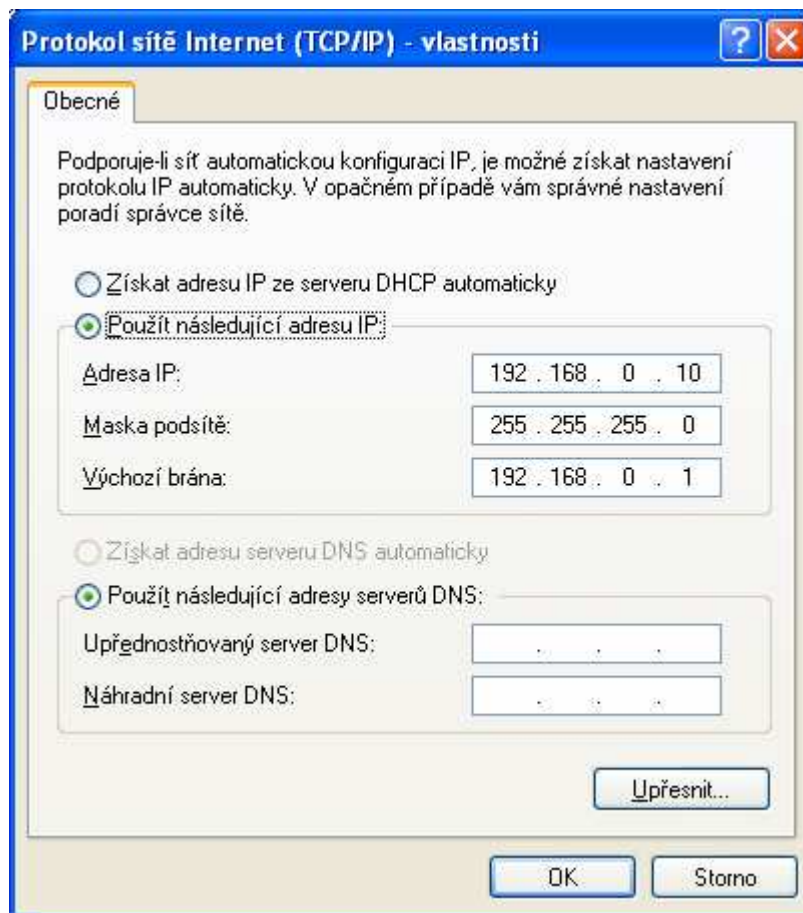 Protokol sítě Internet (TCP/IP) - vlastnosti
Obecné
Podporuje-li síť automatickou konfiguraci IP, je možné získat nastavení
protokolu IP automaticky. V opačném případě vám správné nastavení
poradí správce sítě.
Získat adresu IP ze serveru DHCP automaticky
Použít následující adresu IP:
Adresa IP: 192 . 168 . 0 . 10
Maska podsítě: 255 . 255 . 255 . 0
Výchozí brána: 192 . 168 . 0 . 1
Získat adresu serveru DNS automaticky
Použít následující adresy serverů DNS:
Upřednostňovaný server DNS: . . .
Náhradní server DNS: . . .
Upřesnit...
OK Storno